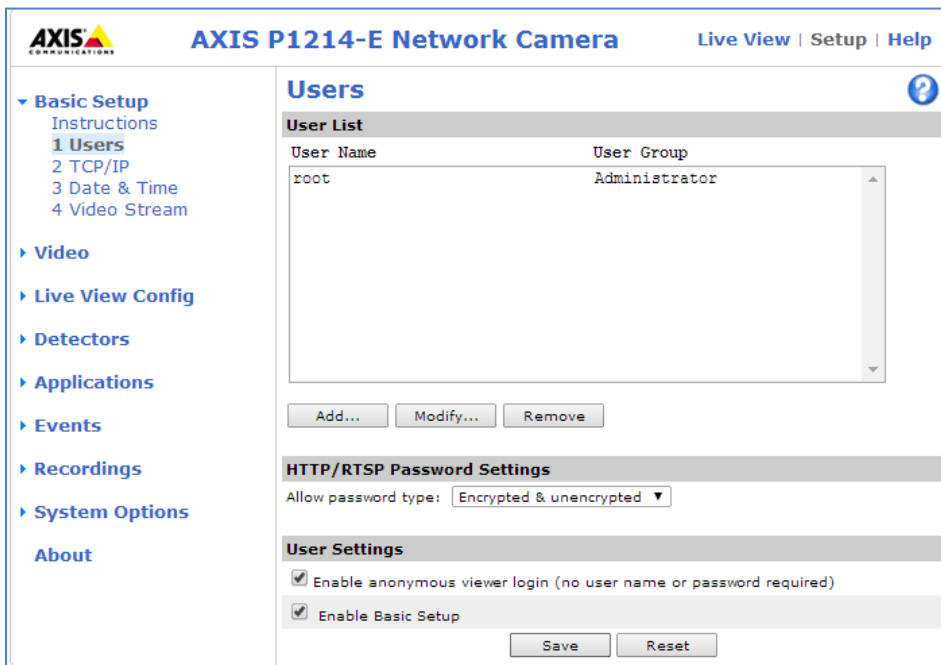 AXIS
COMMUNICATIONS
AXIS P1214-E Network Camera
Live View | Setup | Help
Basic Setup
Instructions
1 Users
2 TCP/IP
3 Date & Time
4 Video Stream
Video
Live View Config
Detectors
Applications
Events
Recordings
System Options
About
Users
?
User List
User Name User Group
root Administrator
Add... Modify... Remove
HTTP/RTSP Password Settings
Allow password type: Encrypted & unencrypted
User Settings
Enable anonymous viewer login (no user name or password required)
Enable Basic Setup
Save Reset